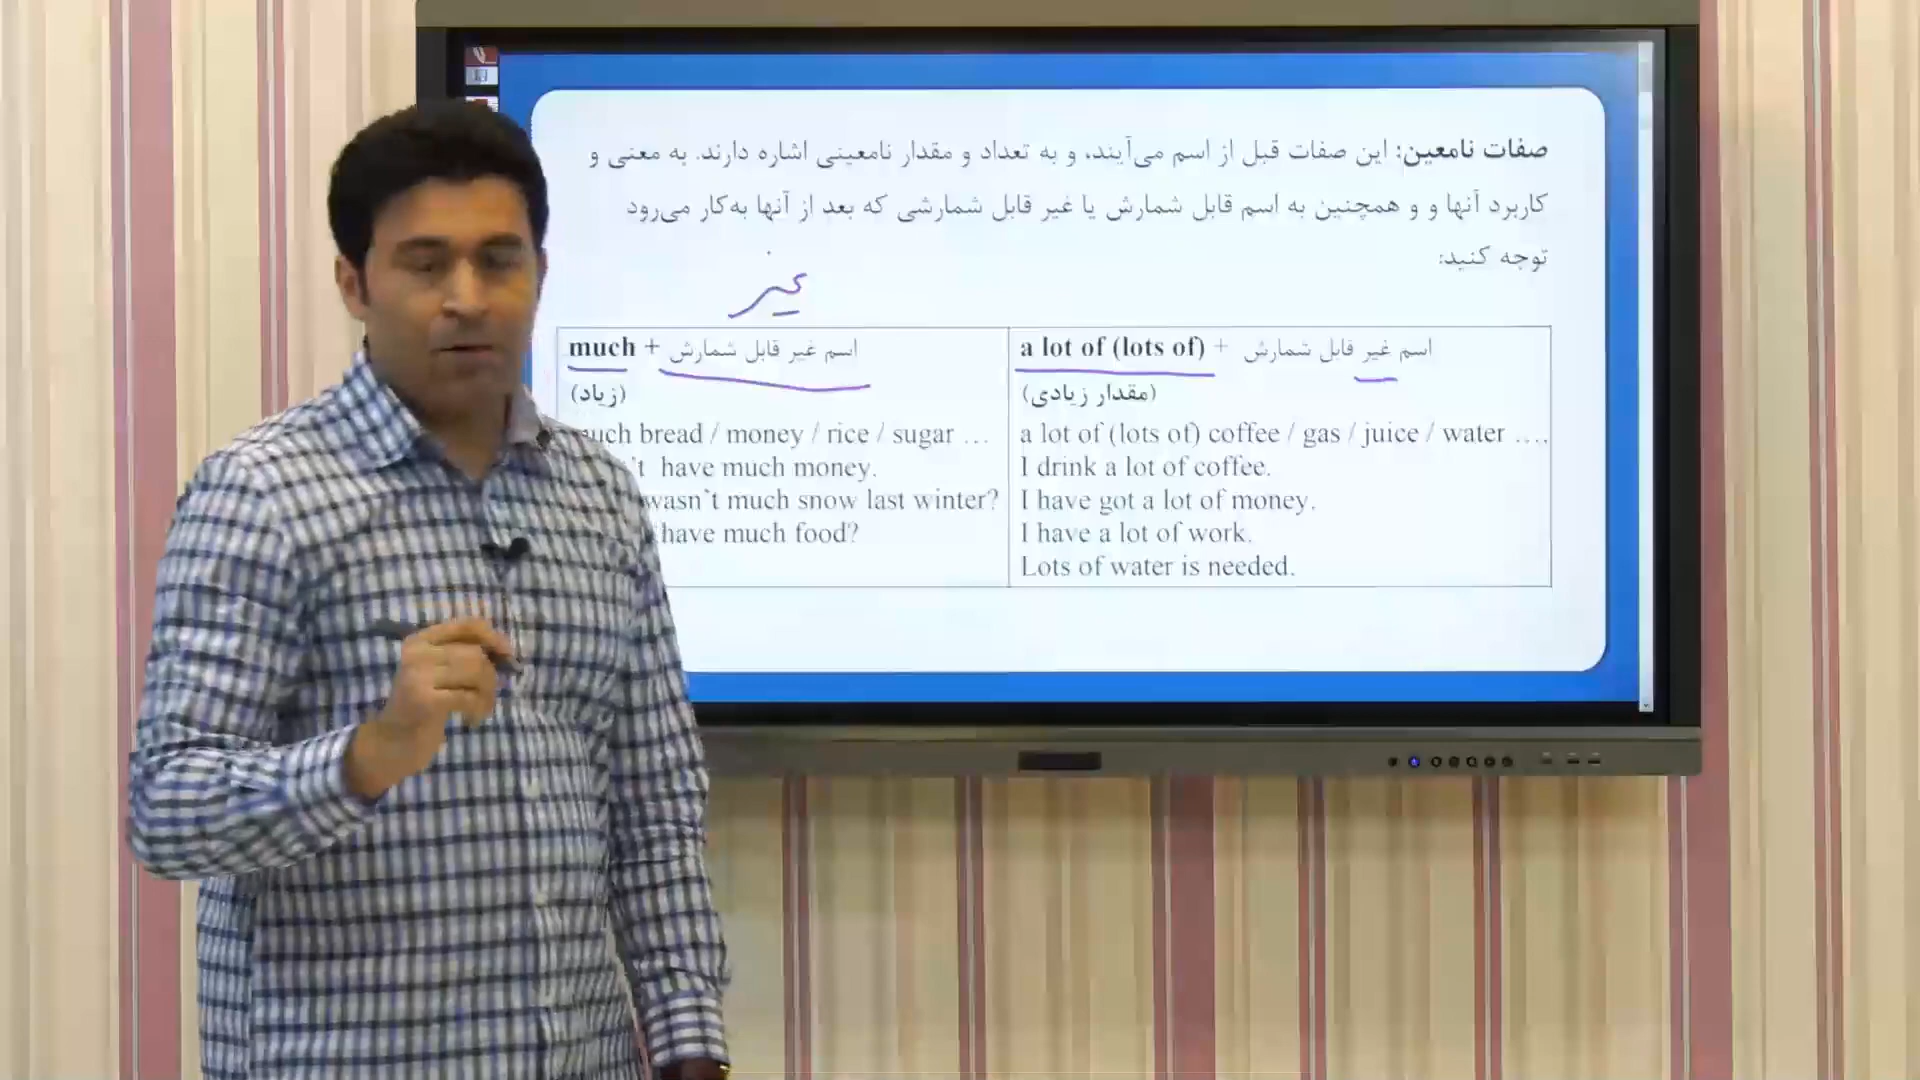 صفات نامعین: این صفات قبل از اسم می‌آیند، و به تعداد و مقدار نامعینی اشاره دارند. به معنی و
کاربرد آنها و و همچنین به اسم قابل شمارش یا غیر قابل شمارشی که بعد از آنها به‌کار می‌رود
توجه کنید:
much + اسم غیر قابل شمارش
(زیاد)
bread / money / rice / sugar ...
have much money.
wasn`t much snow last winter?
have much food?
a lot of (lots of) + اسم غیر قابل شمارش
(مقدار زیادی)
a lot of (lots of) coffee / gas / juice / water ....
I drink a lot of coffee.
I have got a lot of money.
I have a lot of work.
Lots of water is needed.